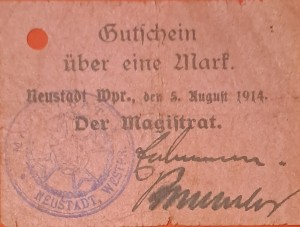 Gutschein
über eine Mark.
Neustadt Wpr., den 5. August 1914.
Der Magistrat.
NEUSTADT, WESTPR.